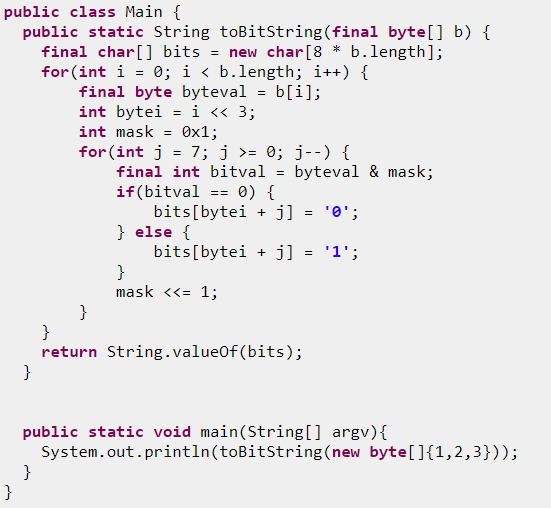 public class Main {
  public static String toBitString(final byte[] b) {
    final char[] bits = new char[8 * b.length];
    for(int i = 0; i < b.length; i++) {
        final byte byteval = b[i];
        int bytei = i << 3;
        int mask = 0x1;
        for(int j = 7; j >= 0; j--) {
            final int bitval = byteval & mask;
            if(bitval == 0) {
                bits[bytei + j] = '0';
            } else {
                bits[bytei + j] = '1';
            }
            mask <<= 1;
        }
    }
    return String.valueOf(bits);
  }


  public static void main(String[] argv){
    System.out.println(toBitString(new byte[]{1,2,3}));
  }
}